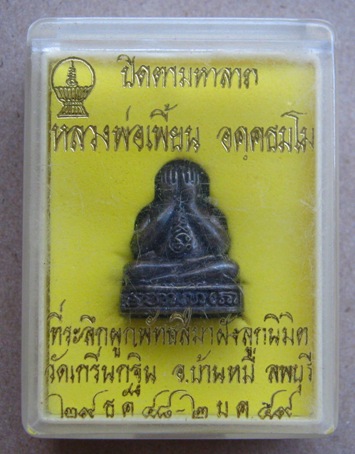 ปิดตามหาลาภ
หลวงพ่อเพี้ยน อคฺคธมฺโม
ที่ระลึกผูกพัทธสีมาฝังลูกนิมิต
วัดเกริ่นกฐิน อ.บ้านหมี่ ลพบุรี
๒๙ ธค ๔๘ - ๒ มค ๔๙